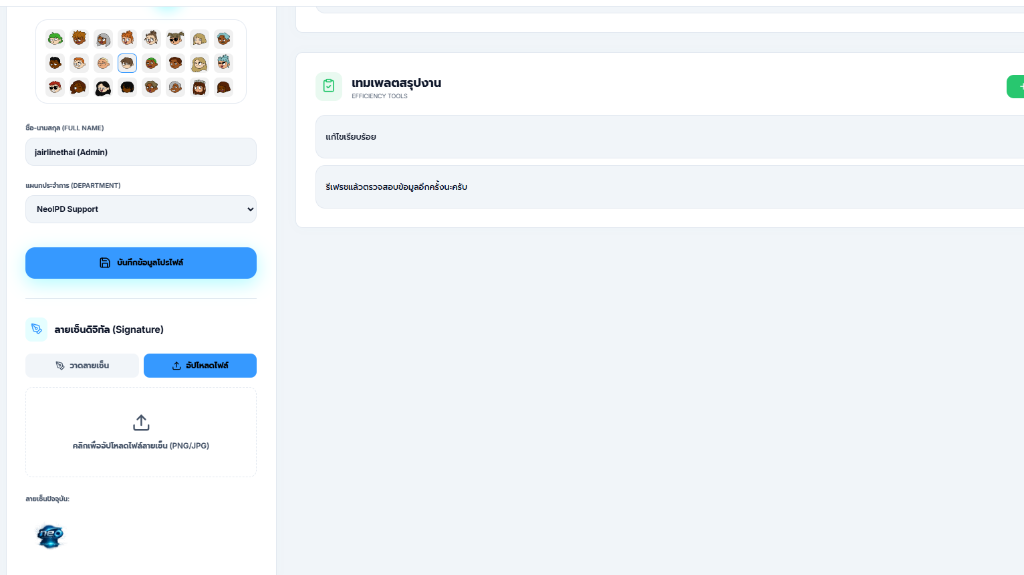 ชื่อ-นามสกุล (FULL NAME)
jairlinethai (Admin)
แผนกประจำการ (DEPARTMENT)
NeoIPD Support
บันทึกข้อมูลโปรไฟล์
ลายเซ็นดิจิทัล (Signature)
วาดลายเซ็น
อัปโหลดไฟล์
คลิกเพื่ออัปโหลดไฟล์ลายเซ็น (PNG/JPG)
ลายเซ็นปัจจุบัน:
neo
เทมเพลตสรุปงาน
EFFICIENCY TOOLS
แก้ไขเรียบร้อย
รีเฟรชแล้วตรวจสอบข้อมูลอีกครั้งนะครับ